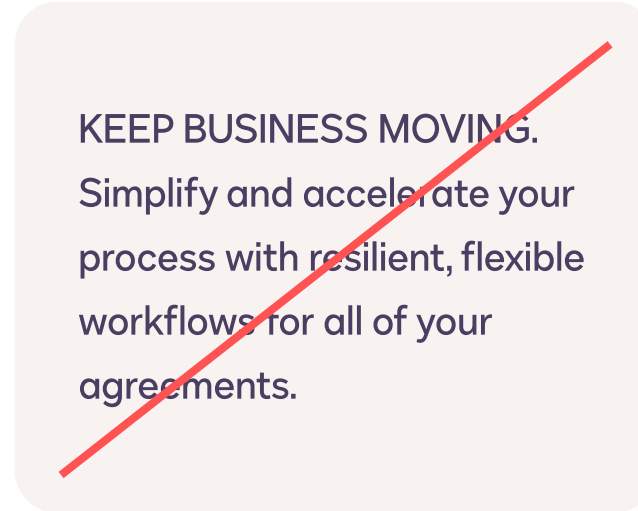 KEEP BUSINESS MOVING.
Simplify and accelerate your
process with resilient, flexible
workflows for all of your
agreements.